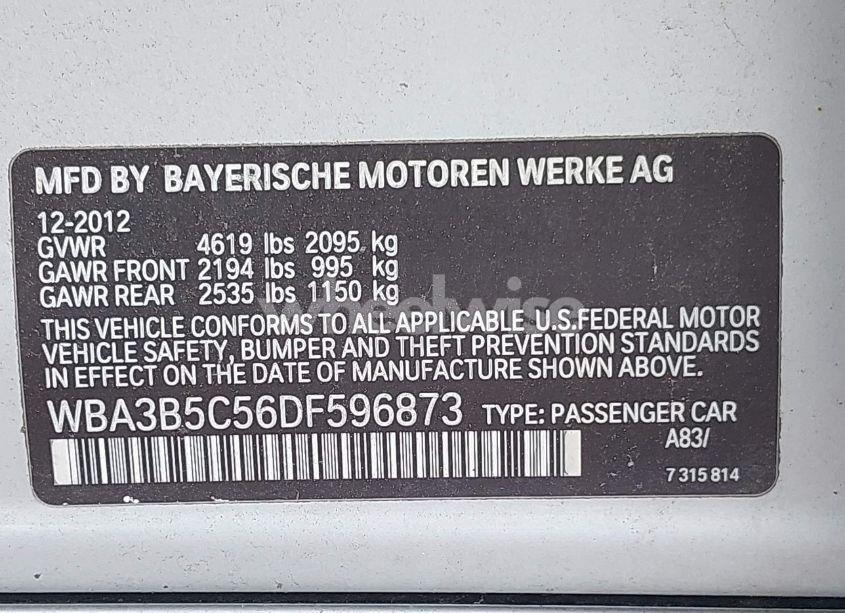 MFD BY BAYERISCHE MOTOREN WERKE AG
12-2012
GVWR 4619 lbs 2095 kg
GAWR FRONT 2194 lbs 995 kg
GAWR REAR 2535 lbs 1150 kg
wheelwise
THIS VEHICLE CONFORMS TO ALL APPLICABLE U.S.FEDERAL MOTOR
VEHICLE SAFETY, BUMPER AND THEFT PREVENTION STANDARDS
IN EFFECT ON THE DATE OF MANUFACTURE SHOWN ABOVE.
WBA3B5C56DF596873 TYPE: PASSENGER CAR
A83/
7 315 814